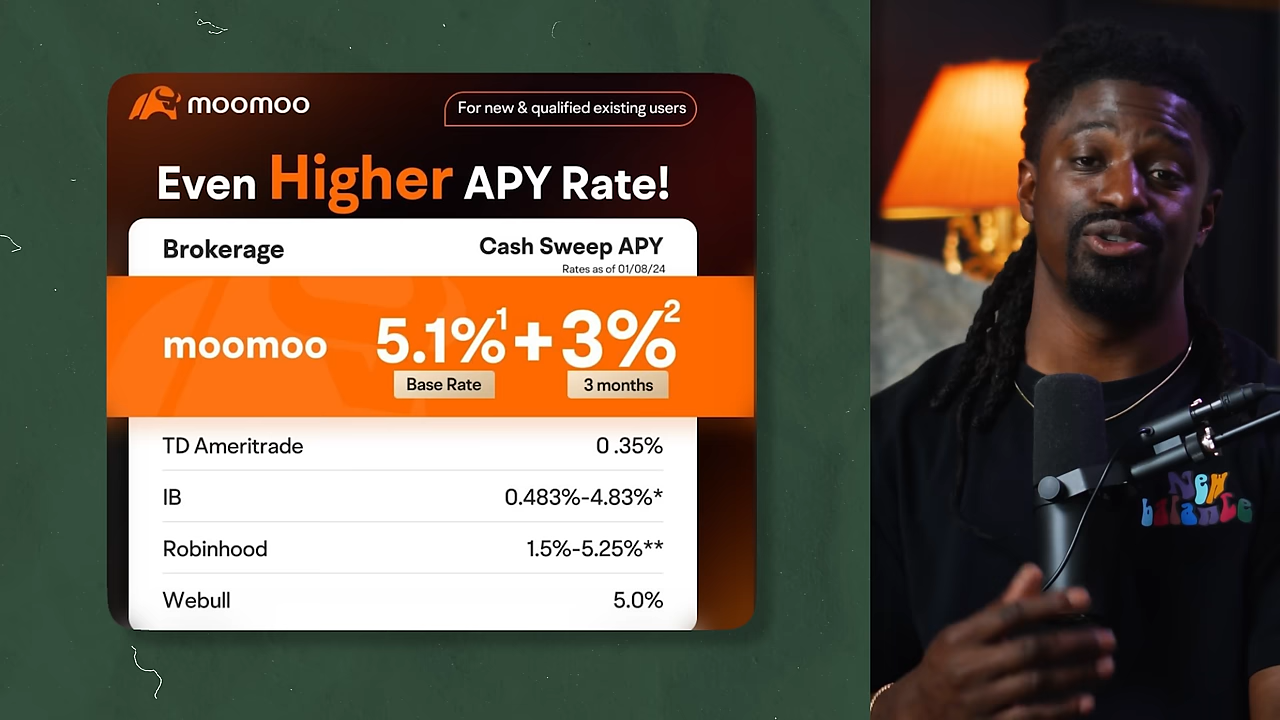 moomoo
For new & qualified existing users
Even Higher APY Rate!
Brokerage
Cash Sweep APY
Rates as of 01/08/24
moomoo
5.1%¹+3%²
Base Rate
3 months
TD Ameritrade
0.35%
IB
0.483%-4.83%*
Robinhood
1.5%-5.25%**
Webull
5.0%
New
balance